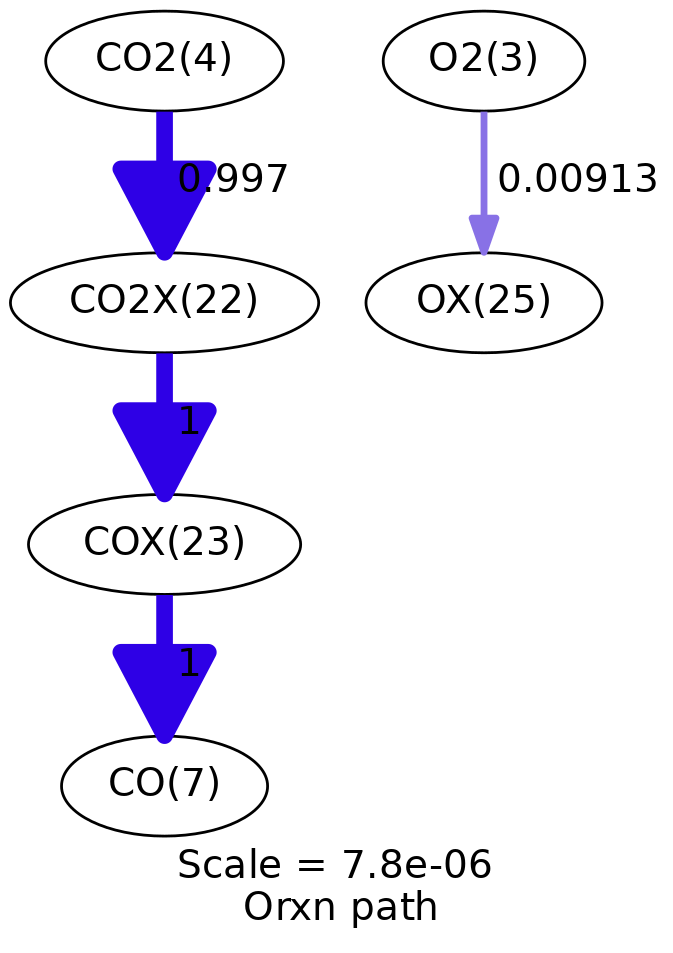 CO2(4)
O2(3)
0.997
0.00913
CO2X(22)
OX(25)
1
COX(23)
1
CO(7)
Scale = 7.8e-06
Orxn path